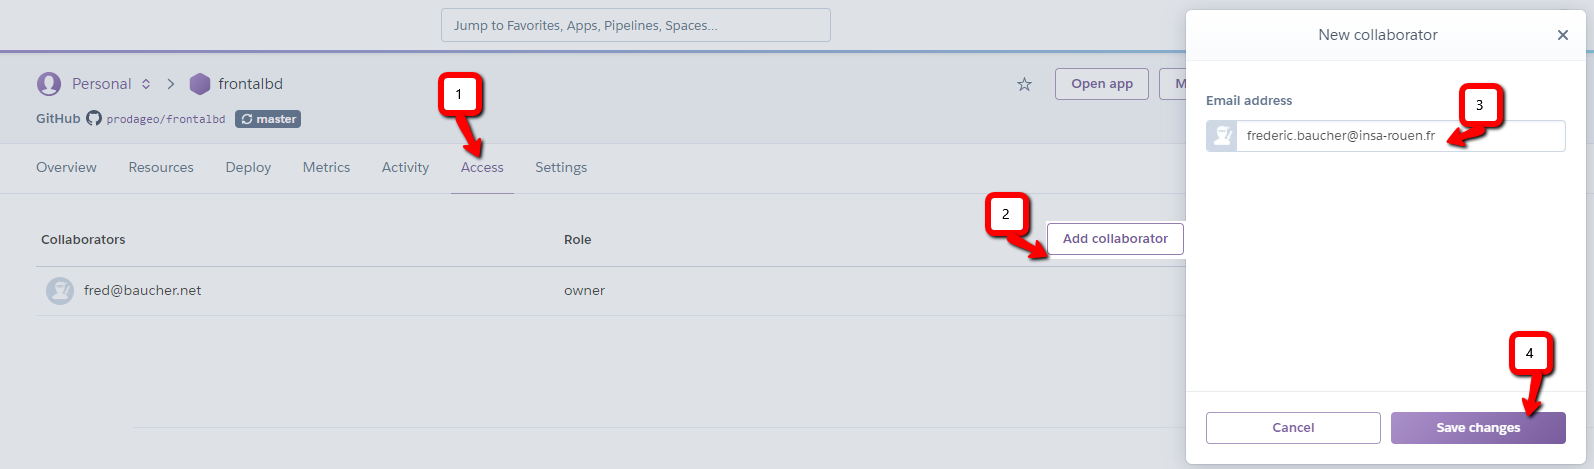 Jump to Favorites, Apps, Pipelines, Spaces...
New collaborator
Personal
frontalbd
1
Open app
M
GitHub
prodageo/frontalbd
master
Email address
3
frederic.baucher@insa-rouen.fr
Overview
Resources
Deploy
Metrics
Activity
Access
Settings
2
Collaborators
Role
Add collaborator
fred@baucher.net
owner
4
Cancel
Save changes